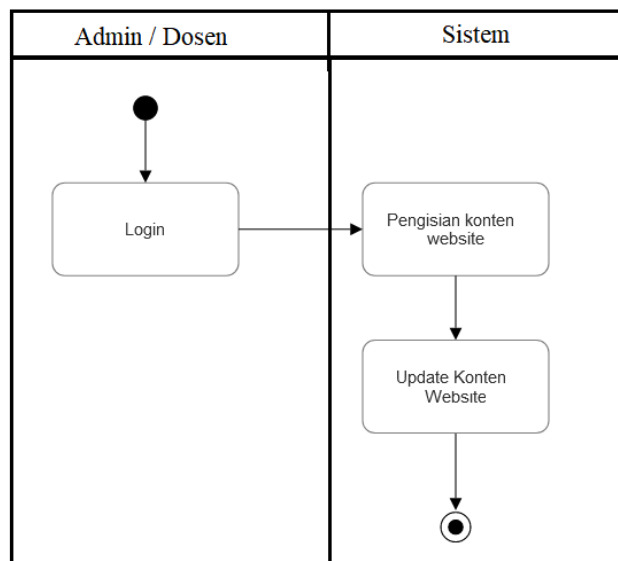 Admin / Dosen
Sistem
Login
Pengisian konten
website
Update Konten
Website